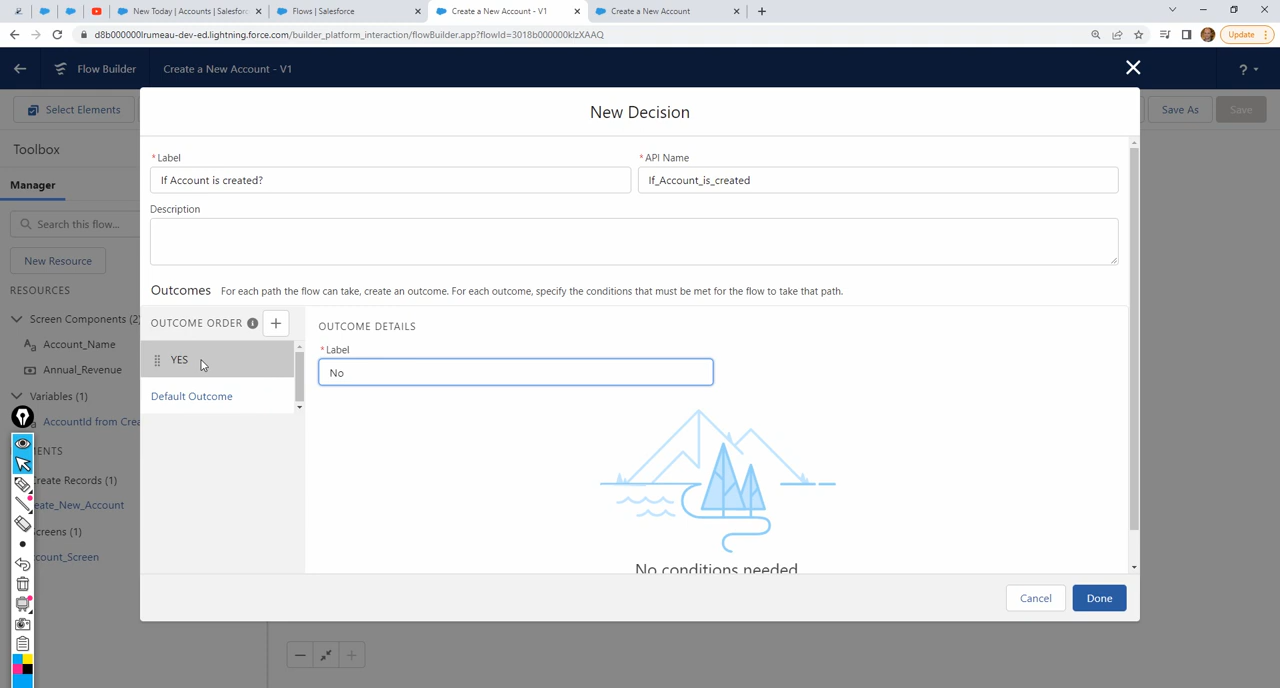 New Today | Accounts | Salesforc
Flows | Salesforce
Create a New Account - V1
Create a New Account
d8b000000lrumeau-dev-ed.lightning.force.com/builder_platform_interaction/flowBuilder.app?flowId=3018b000000klzXAAQ
Update
Flow Builder
Create a New Account - V1
?
Select Elements
New Decision
Save As
Save
Toolbox
* Label
* API Name
Manager
If Account is created?
If_Account_is_created
Search this flow...
Description
New Resource
RESOURCES
Outcomes For each path the flow can take, create an outcome. For each outcome, specify the conditions that must be met for the flow to take that path.
Screen Components (2)
OUTCOME ORDER
OUTCOME DETAILS
Account_Name
* Label
YES
Annual_Revenue
No
Variables (1)
Default Outcome
AccountId from Crea
EMENTS
Create Records (1)
reate_New_Account
creens (1)
ccount_Screen
No conditions needed
Cancel
Done